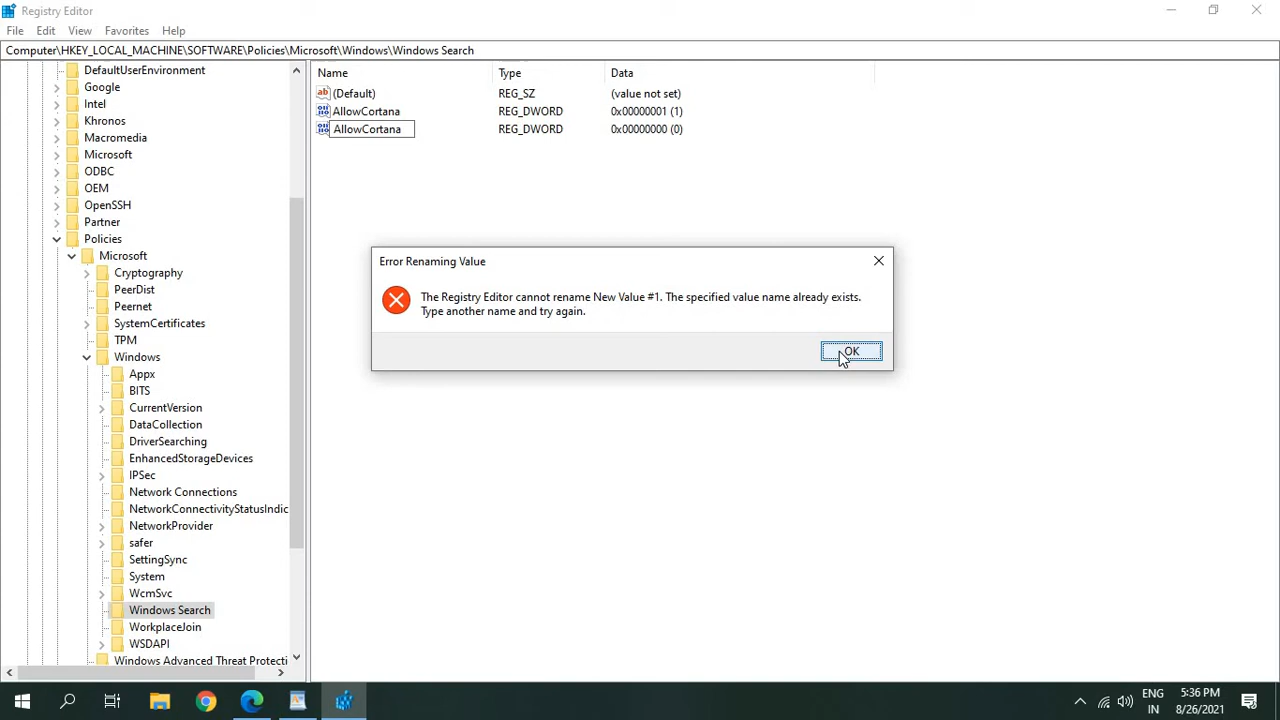 Registry Editor
File Edit View Favorites Help
Computer\HKEY_LOCAL_MACHINE\SOFTWARE\Policies\Microsoft\Windows\Windows Search
DefaultUserEnvironment
Google
Intel
Khronos
Macromedia
Microsoft
ODBC
OEM
OpenSSH
Partner
Policies
Microsoft
Cryptography
PeerDist
Peernet
SystemCertificates
TPM
Windows
Appx
BITS
CurrentVersion
DataCollection
DriverSearching
EnhancedStorageDevices
IPSec
Network Connections
NetworkConnectivityStatusIndic
NetworkProvider
safer
SettingSync
System
WcmSvc
Windows Search
WorkplaceJoin
WSDAPI
Windows Advanced Threat Protecti
Name Type Data
ab (Default) REG_SZ (value not set)
AllowCortana REG_DWORD 0x00000001 (1)
AllowCortana REG_DWORD 0x00000000 (0)
Error Renaming Value
The Registry Editor cannot rename New Value #1. The specified value name already exists.
Type another name and try again.
OK
ENG
IN
5:36 PM
8/26/2021